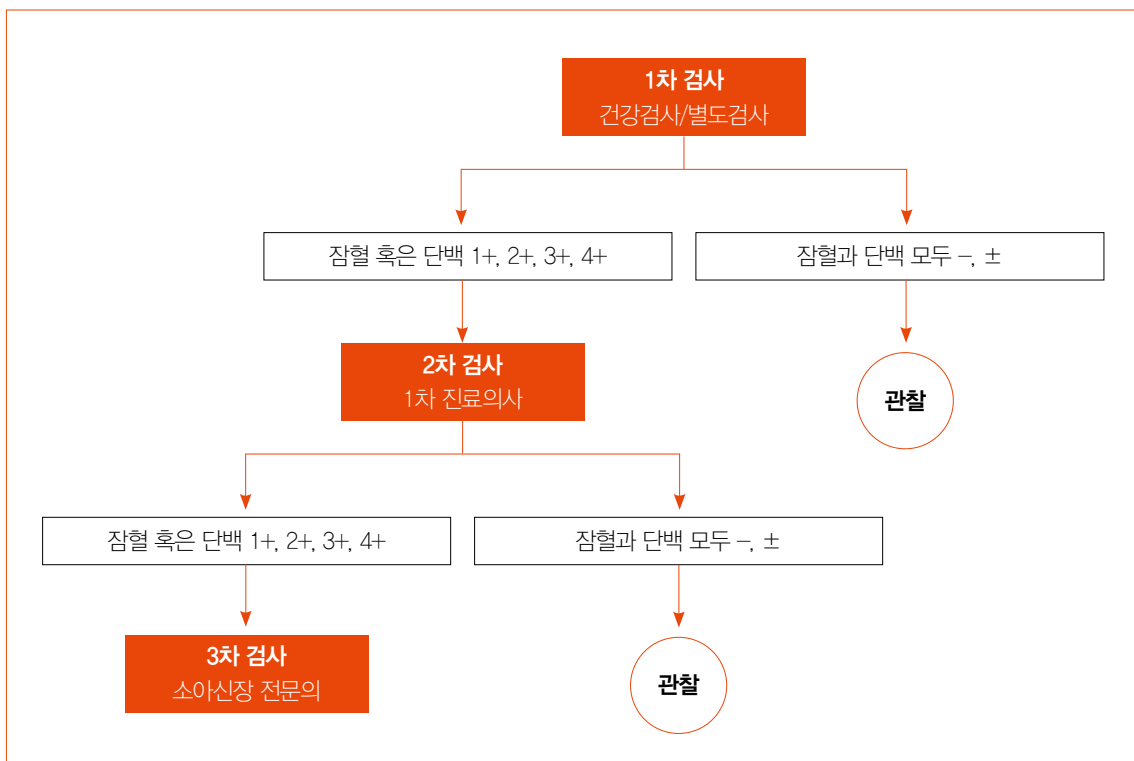 1차 검사
건강검사/별도검사
잠혈 혹은 단백 1+, 2+, 3+, 4+
잠혈과 단백 모두 –, ±
2차 검사
1차 진료의사
관찰
잠혈 혹은 단백 1+, 2+, 3+, 4+
잠혈과 단백 모두 –, ±
3차 검사
소아신장 전문의
관찰